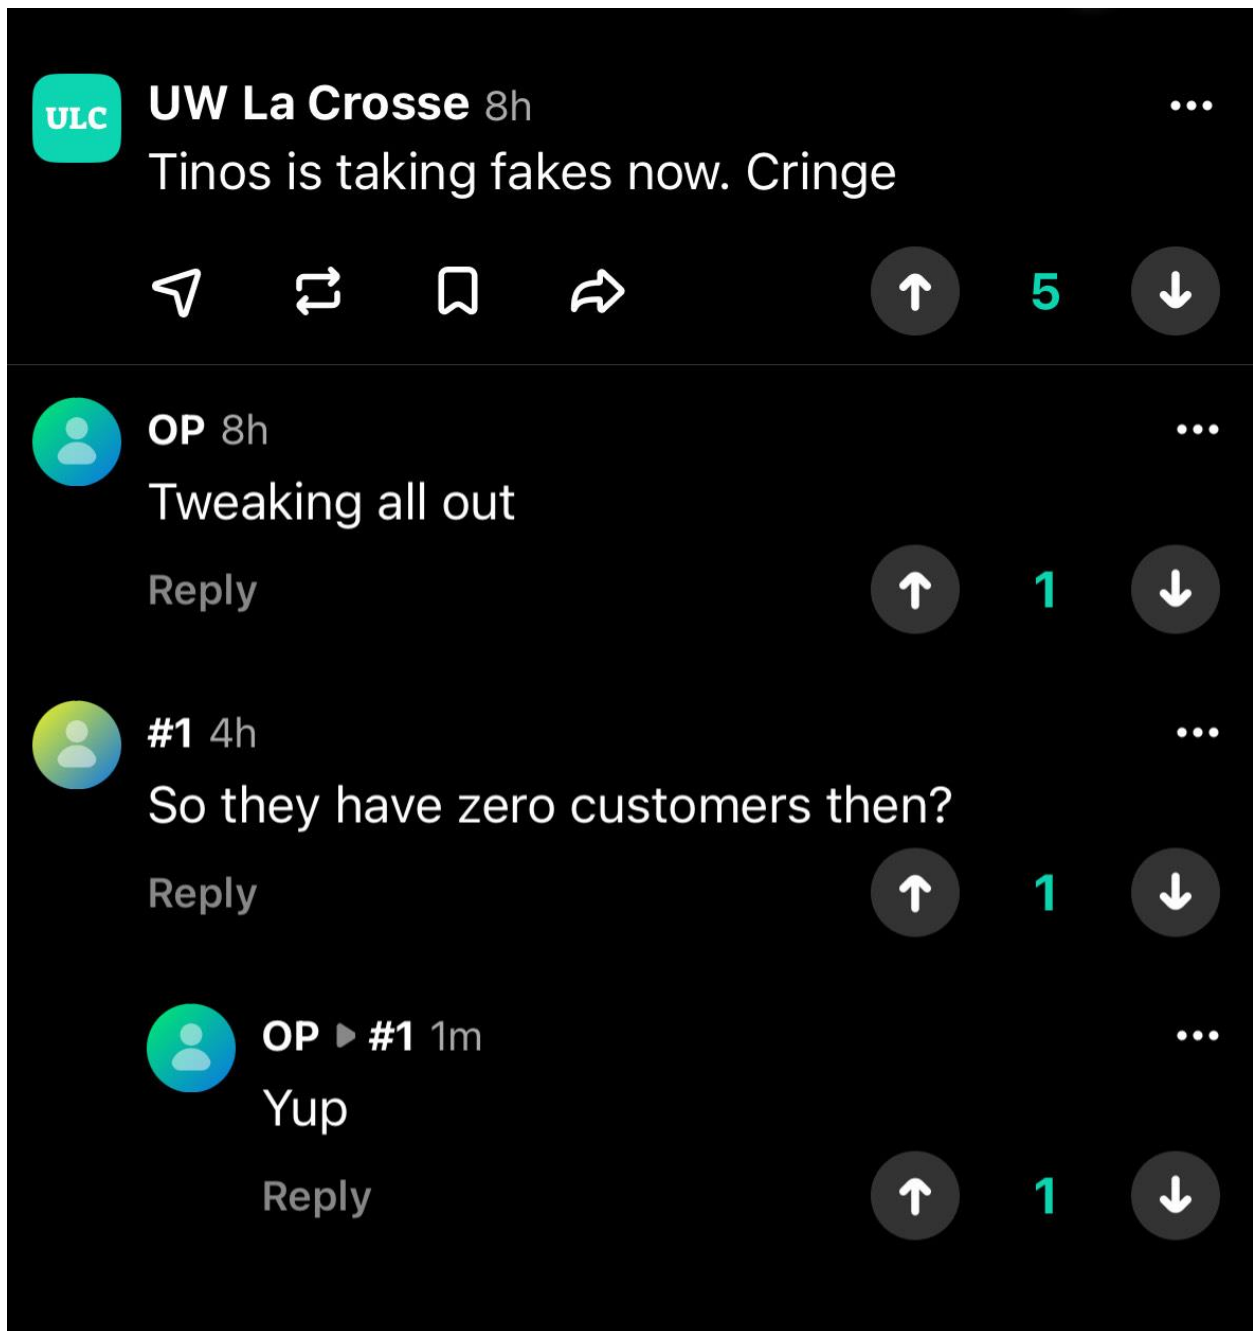 ULC
UW La Crosse 8h
Tinos is taking fakes now. Cringe
5
OP 8h
Tweaking all out
Reply
1
#1 4h
So they have zero customers then?
Reply
1
OP ▸ #1 1m
Yup
Reply
1